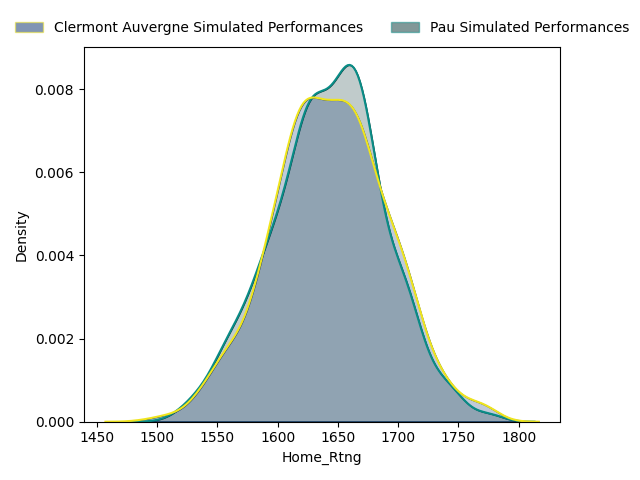 Clermont Auvergne Simulated Performances Pau Simulated Performances
Density
0.008
0.006
0.004
0.002
0.000
1450 1500 1550 1600 1650 1700 1750 1800
Home_Rtng